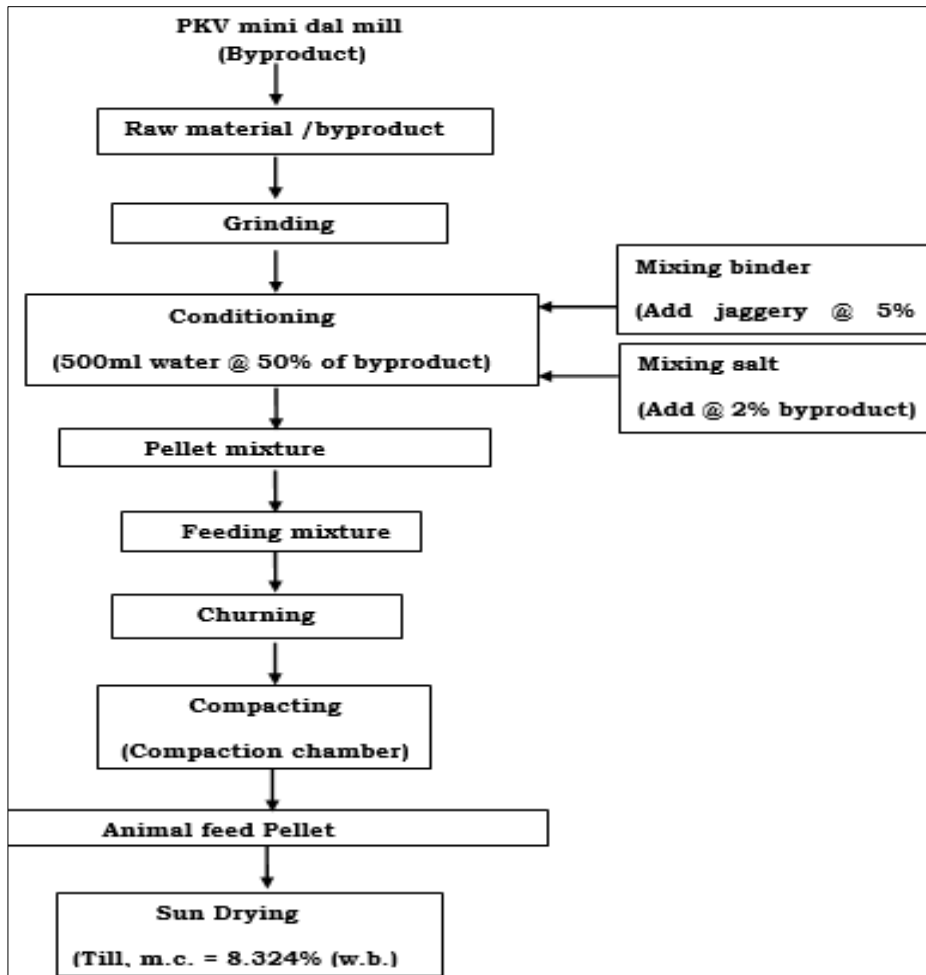 PKV mini dal mill
(Byproduct)
Raw material /byproduct
Grinding
Conditioning
(500ml water @ 50% of byproduct)
Mixing binder
(Add jaggery @ 5%
Mixing salt
(Add @ 2% byproduct)
Pellet mixture
Feeding mixture
Churning
Compacting
(Compaction chamber)
Animal feed Pellet
Sun Drying
(Till, m.c. = 8.324% (w.b.)